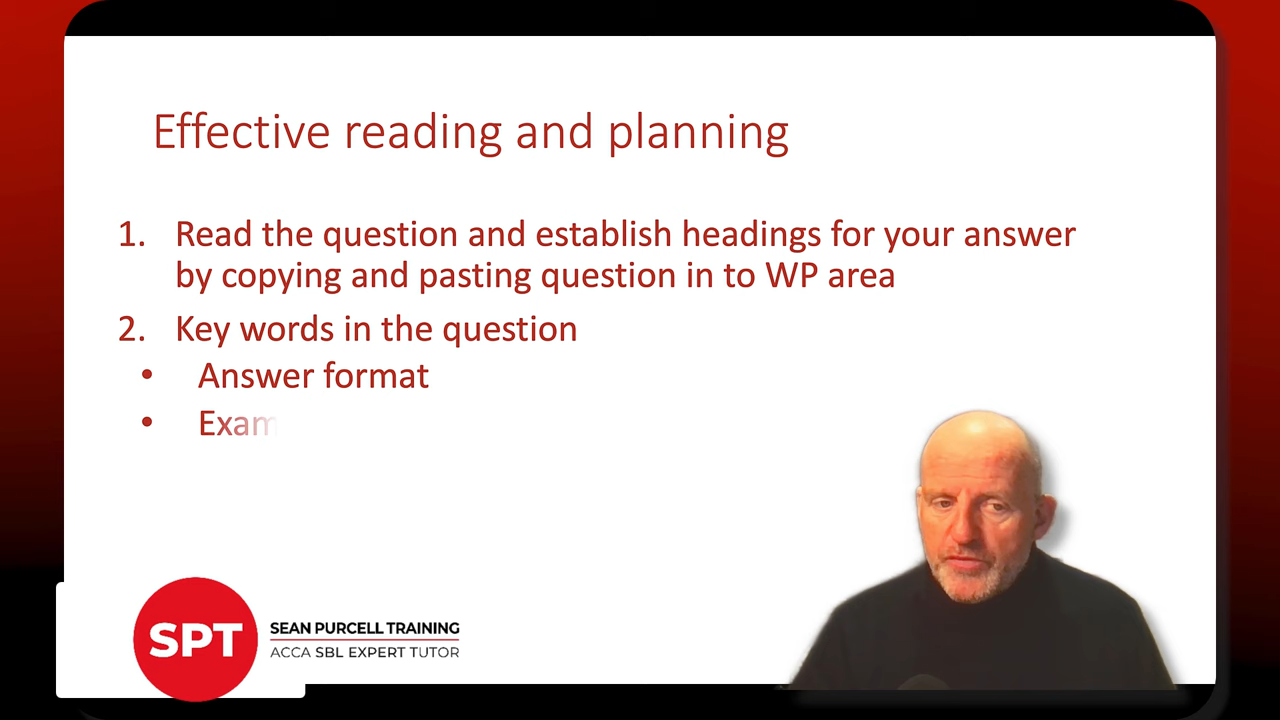 Effective reading and planning
1. Read the question and establish headings for your answer
by copying and pasting question in to WP area
2. Key words in the question
• Answer format
• Exam
SPT
SEAN PURCELL TRAINING
ACCA SBL EXPERT TUTOR